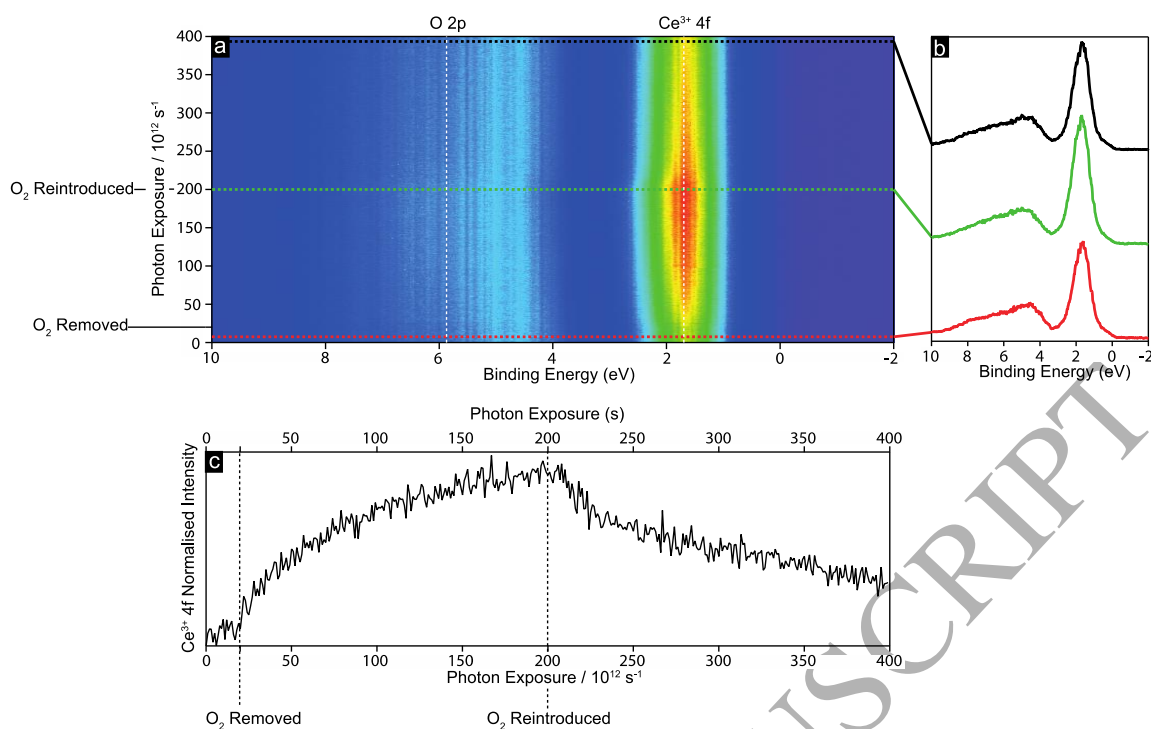 O 2p
Ce³⁺ 4f
a
b
400
350
300
250
200
150
100
50
0
Photon Exposure / 10¹² s⁻¹
O₂ Reintroduced
O₂ Removed
10
8
6
4
2
0
-2
Binding Energy (eV)
10
8
6
4
2
0
-2
Binding Energy (eV)
Photon Exposure (s)
0
50
100
150
200
250
300
350
400
c
Ce³⁺ 4f Normalised Intensity
0
50
100
150
200
250
300
350
400
Photon Exposure / 10¹² s⁻¹
O₂ Removed
O₂ Reintroduced
USCRIPT